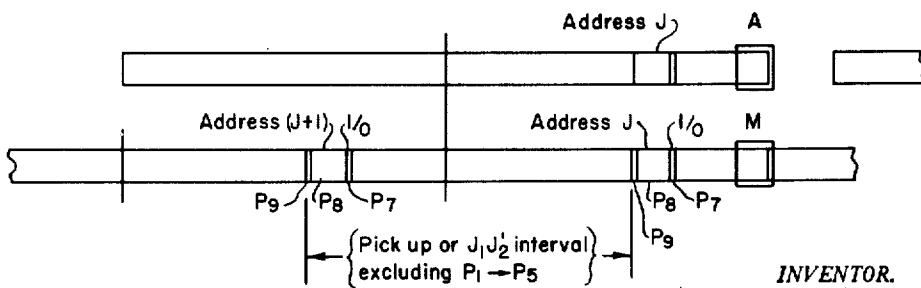 Address J A
Address (J+1) I/O Address J I/O M
P9 P8 P7 P8 P7
P9
Pick up or J1J2' interval
excluding P1→P5
INVENTOR.